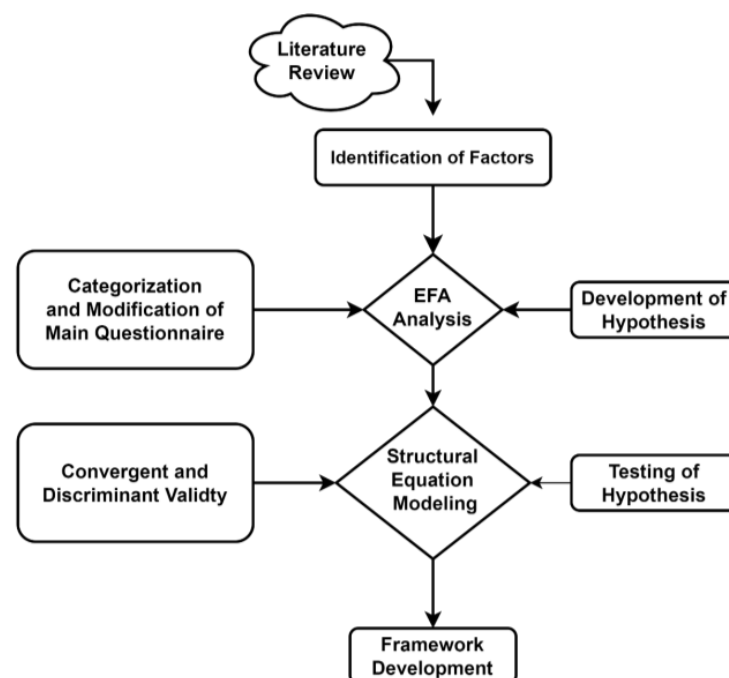 Literature
Review
Identification of Factors
Categorization
and Modification of
Main Questionnaire
EFA
Analysis
Development of
Hypothesis
Convergent and
Discriminant Validty
Structural
Equation
Modeling
Testing of
Hypothesis
Framework
Development